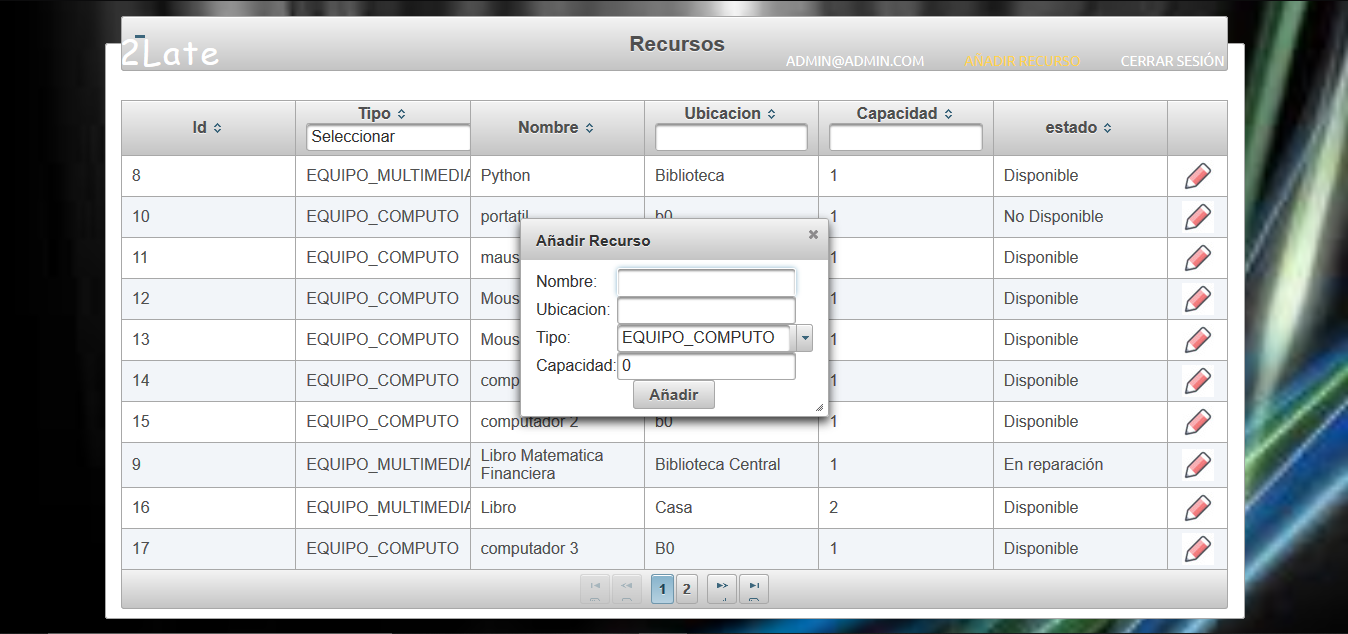 2Late
Recursos
ADMIN@ADMIN.COM AÑADIR RECURSO CERRAR SESIÓN
Id Tipo Nombre Ubicacion Capacidad estado
Seleccionar
8 EQUIPO_MULTIMEDIA Python Biblioteca 1 Disponible
10 EQUIPO_COMPUTO portatil b0 1 No Disponible
11 EQUIPO_COMPUTO maus 1 Disponible
12 EQUIPO_COMPUTO Mous 1 Disponible
13 EQUIPO_COMPUTO Mous 1 Disponible
14 EQUIPO_COMPUTO comp 1 Disponible
15 EQUIPO_COMPUTO computador 2 b0 1 Disponible
9 EQUIPO_MULTIMEDIA Libro Matematica Financiera Biblioteca Central 1 En reparación
16 EQUIPO_MULTIMEDIA Libro Casa 2 Disponible
17 EQUIPO_COMPUTO computador 3 B0 1 Disponible
1 2
Añadir Recurso
Nombre:
Ubicacion:
Tipo: EQUIPO_COMPUTO
Capacidad: 0
Añadir